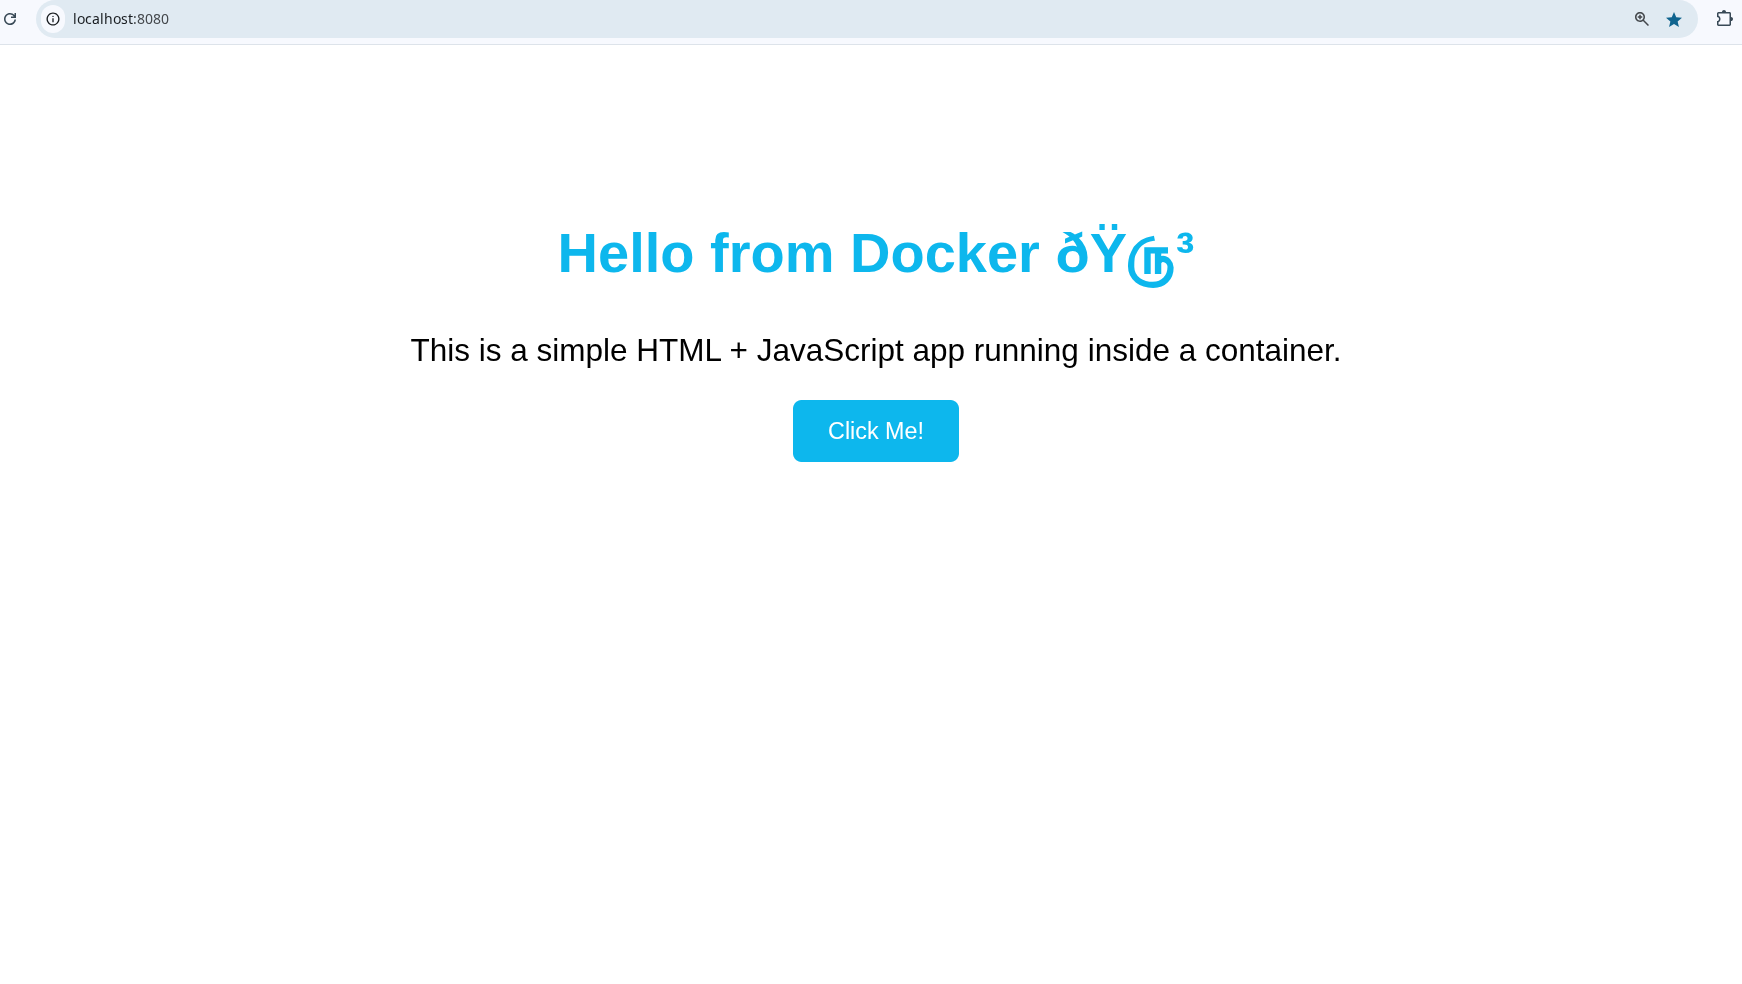 localhost:8080
Hello from Docker ðŸ³
This is a simple HTML + JavaScript app running inside a container.
Click Me!